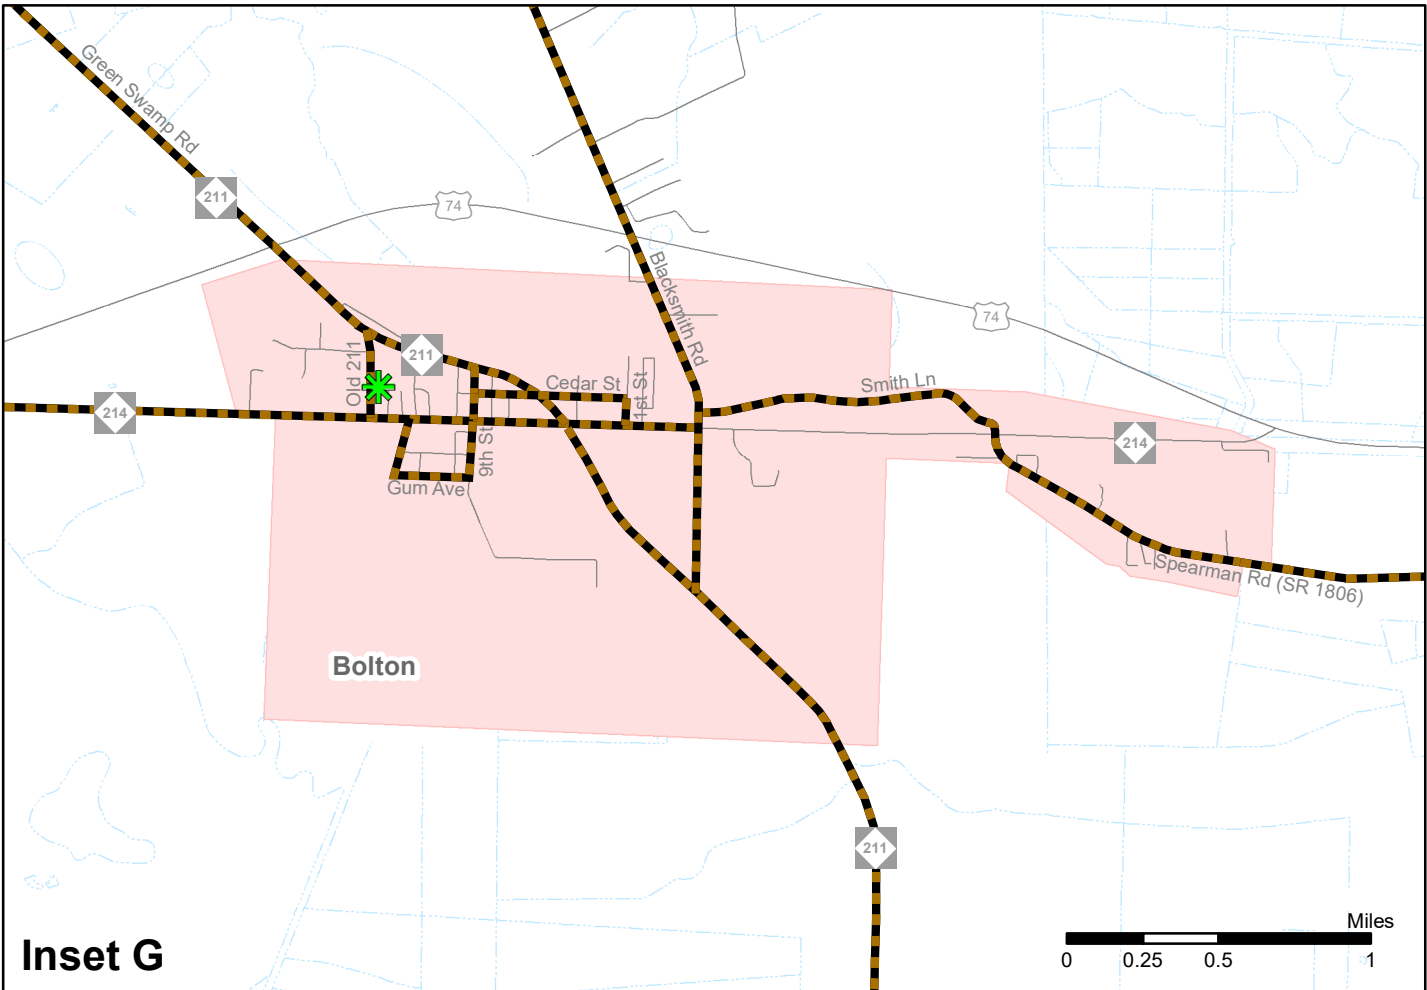 Green Swamp Rd
211
74
Blacksmith Rd
74
211
Old 211
Cedar St
1st St
Smith Ln
214
9th St
214
Gum Ave
Spearman Rd (SR 1806)
Bolton
211
Inset G
Miles
0 0.25 0.5 1